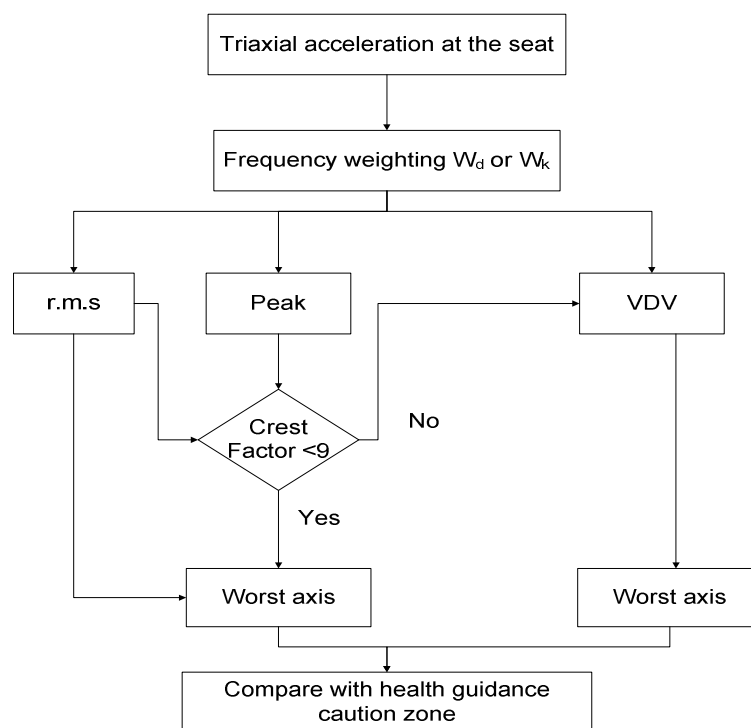 Triaxial acceleration at the seat
Frequency weighting Wd or Wk
r.m.s
Peak
VDV
Crest
Factor <9
No
Yes
Worst axis
Worst axis
Compare with health guidance
caution zone